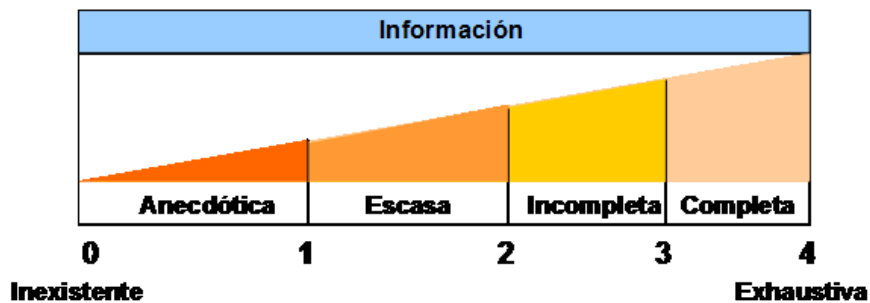 Información
Anecdótica Escasa Incompleta Completa
0 1 2 3 4
Inexistente Exhaustiva